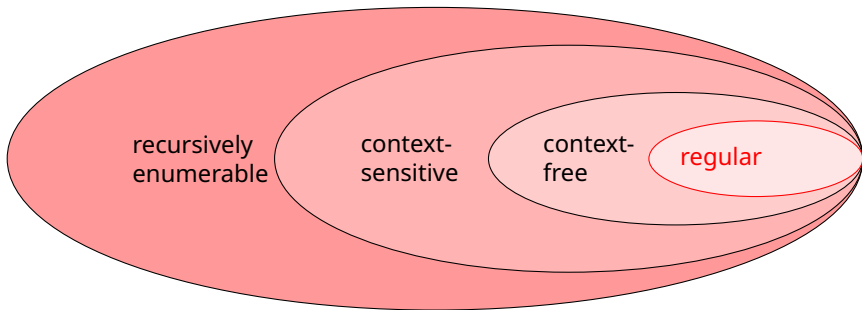 recursively
enumerable
context-
sensitive
context-
free
regular